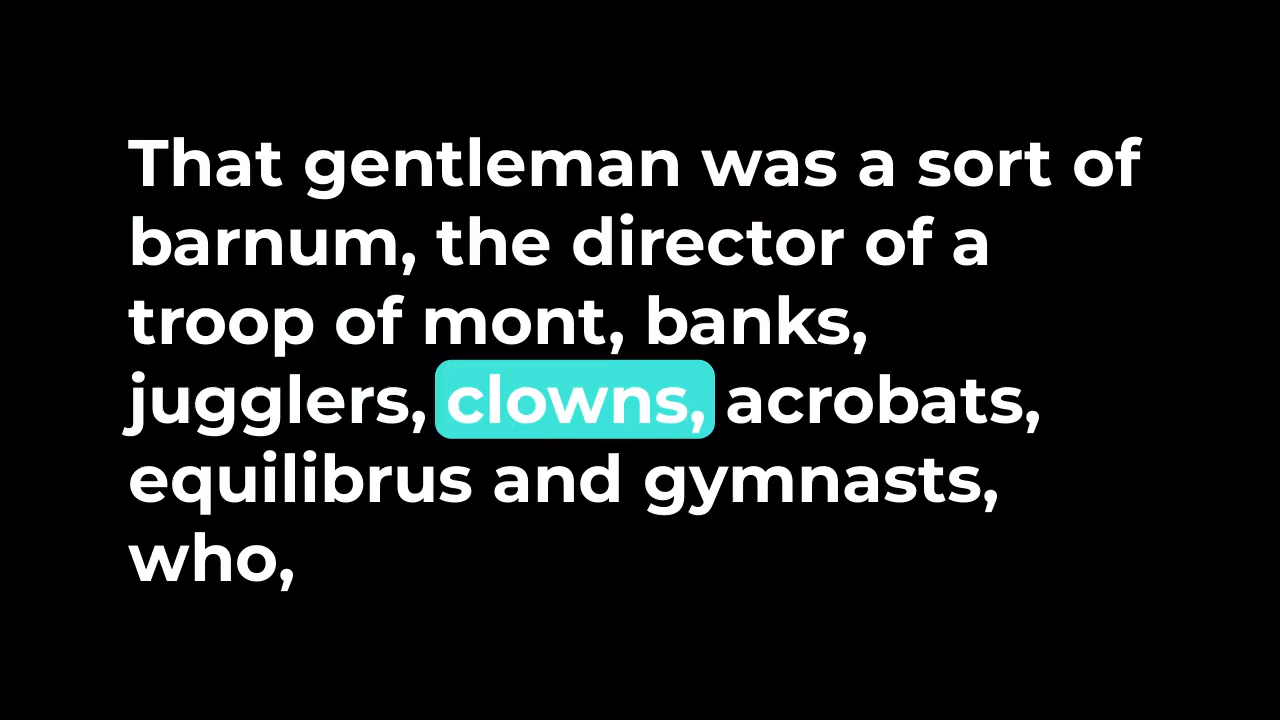 That gentleman was a sort of
barnum, the director of a
troop of mont, banks,
jugglers, clowns, acrobats,
equilibrus and gymnasts,
who,